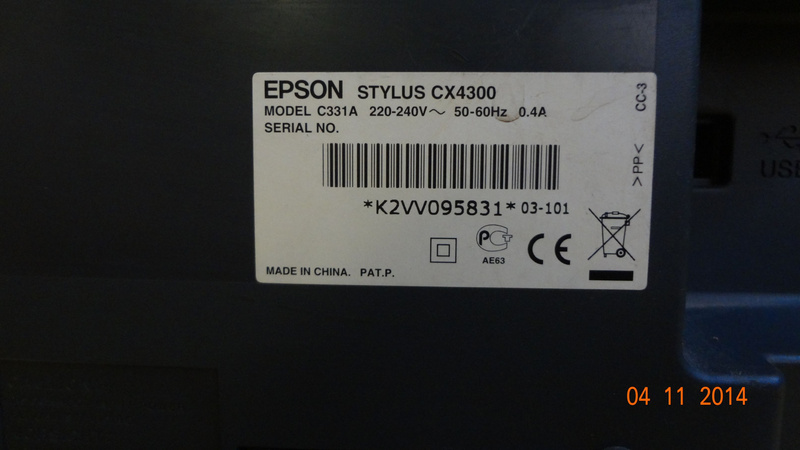 EPSON STYLUS CX4300
MODEL C331A 220-240V～ 50-60Hz 0.4A
SERIAL NO.
*K2VV095831* 03-101
AE63
MADE IN CHINA. PAT.P.
CC-3
>PP<
USB
04 11 2014